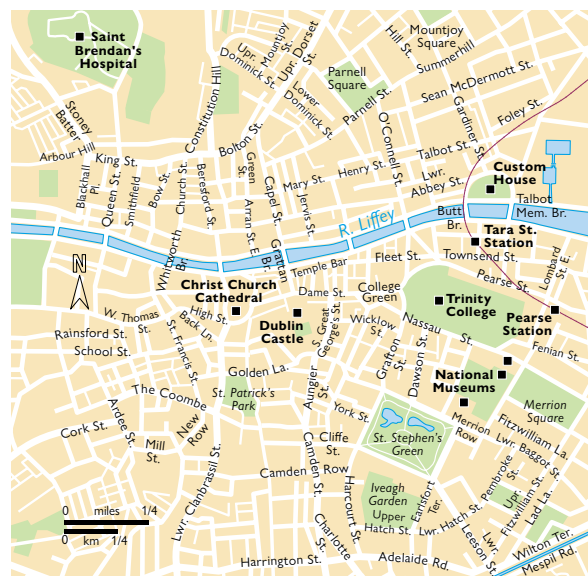 Saint
Brendan's
Hospital
Stoney
Batter
Arbour Hill
King St.
Blackhall
Pl.
Queen St.
Smithfield
Bow St.
Church St.
Beresford St.
Constitution Hill
Upr.
Dominick St.
Mountjoy
St.
Upr. Dorset
St.
Lower
Dominick St.
Bolton St.
Green
St.
Capel St.
Arran St. E.
Mary St.
Jervis St.
Henry St.
Parnell
Square
Parnell St.
O'Connell St.
Hill St.
Mountjoy
Square
Summerhill
Sean McDermott St.
Gardiner St.
Foley St.
Talbot St.
Lwr.
Abbey St.
Custom
House
Talbot
Mem. Br.
Butt
Br.
R. Liffey
Whitworth
Br.
Grattan
Br.
Tara St.
Station
Townsend St.
Lombard
St. E.
Pearse St.
Fleet St.
Temple Bar
Dame St.
College
Green
Trinity
College
Pearse
Station
N
Christ Church
Cathedral
High St.
Back Ln.
W. Thomas
St.
Rainsford St.
School St.
St. Francis St.
Dublin
Castle
S. Great
George's St.
Wicklow
St.
Grafton
St.
Dawson St.
Nassau
St.
Fenian St.
National
Museums
Merrion
Square
Golden La.
Aungier
St.
St. Patrick's
Park
The Coombe
New
Row
Ardee St.
Cork St.
Mill
St.
York St.
St. Stephen's
Green
Merrion
Row
Fitzwilliam La.
Lwr. Baggot St.
Cliffe
St.
Camden Row
Camden St.
Harcourt St.
Lwr. Clanbrassil St.
Iveagh
Garden
Upper
Hatch St.
Earlsfort
Ter.
Lwr. Hatch St.
Pembroke
St.
Upr.
Fitzwilliam St.
Lad La.
Lwr.
Leeson St.
Wilton Ter.
Mespil Rd.
Adelaide Rd.
Charlotte
St.
Harrington St.
0 miles 1/4
0 km 1/4